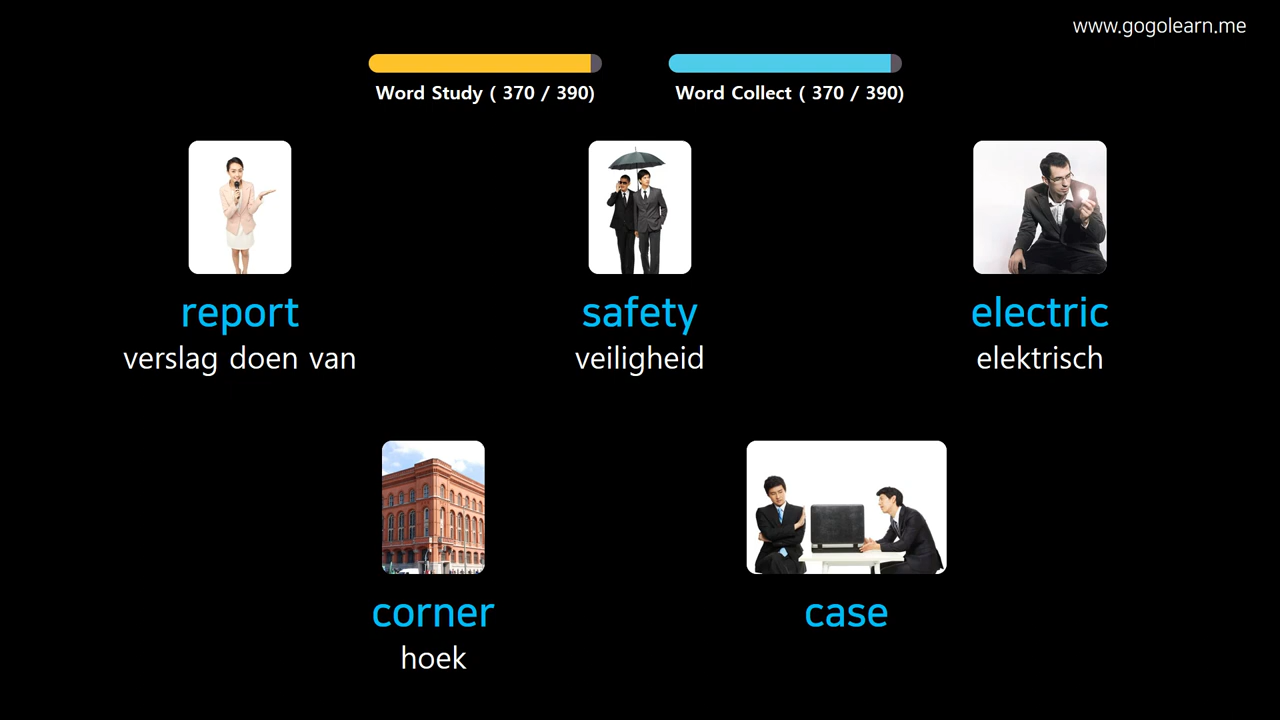 www.gogolearn.me
Word Study ( 370 / 390)
Word Collect ( 370 / 390)
report
verslag doen van
safety
veiligheid
electric
elektrisch
corner
hoek
case